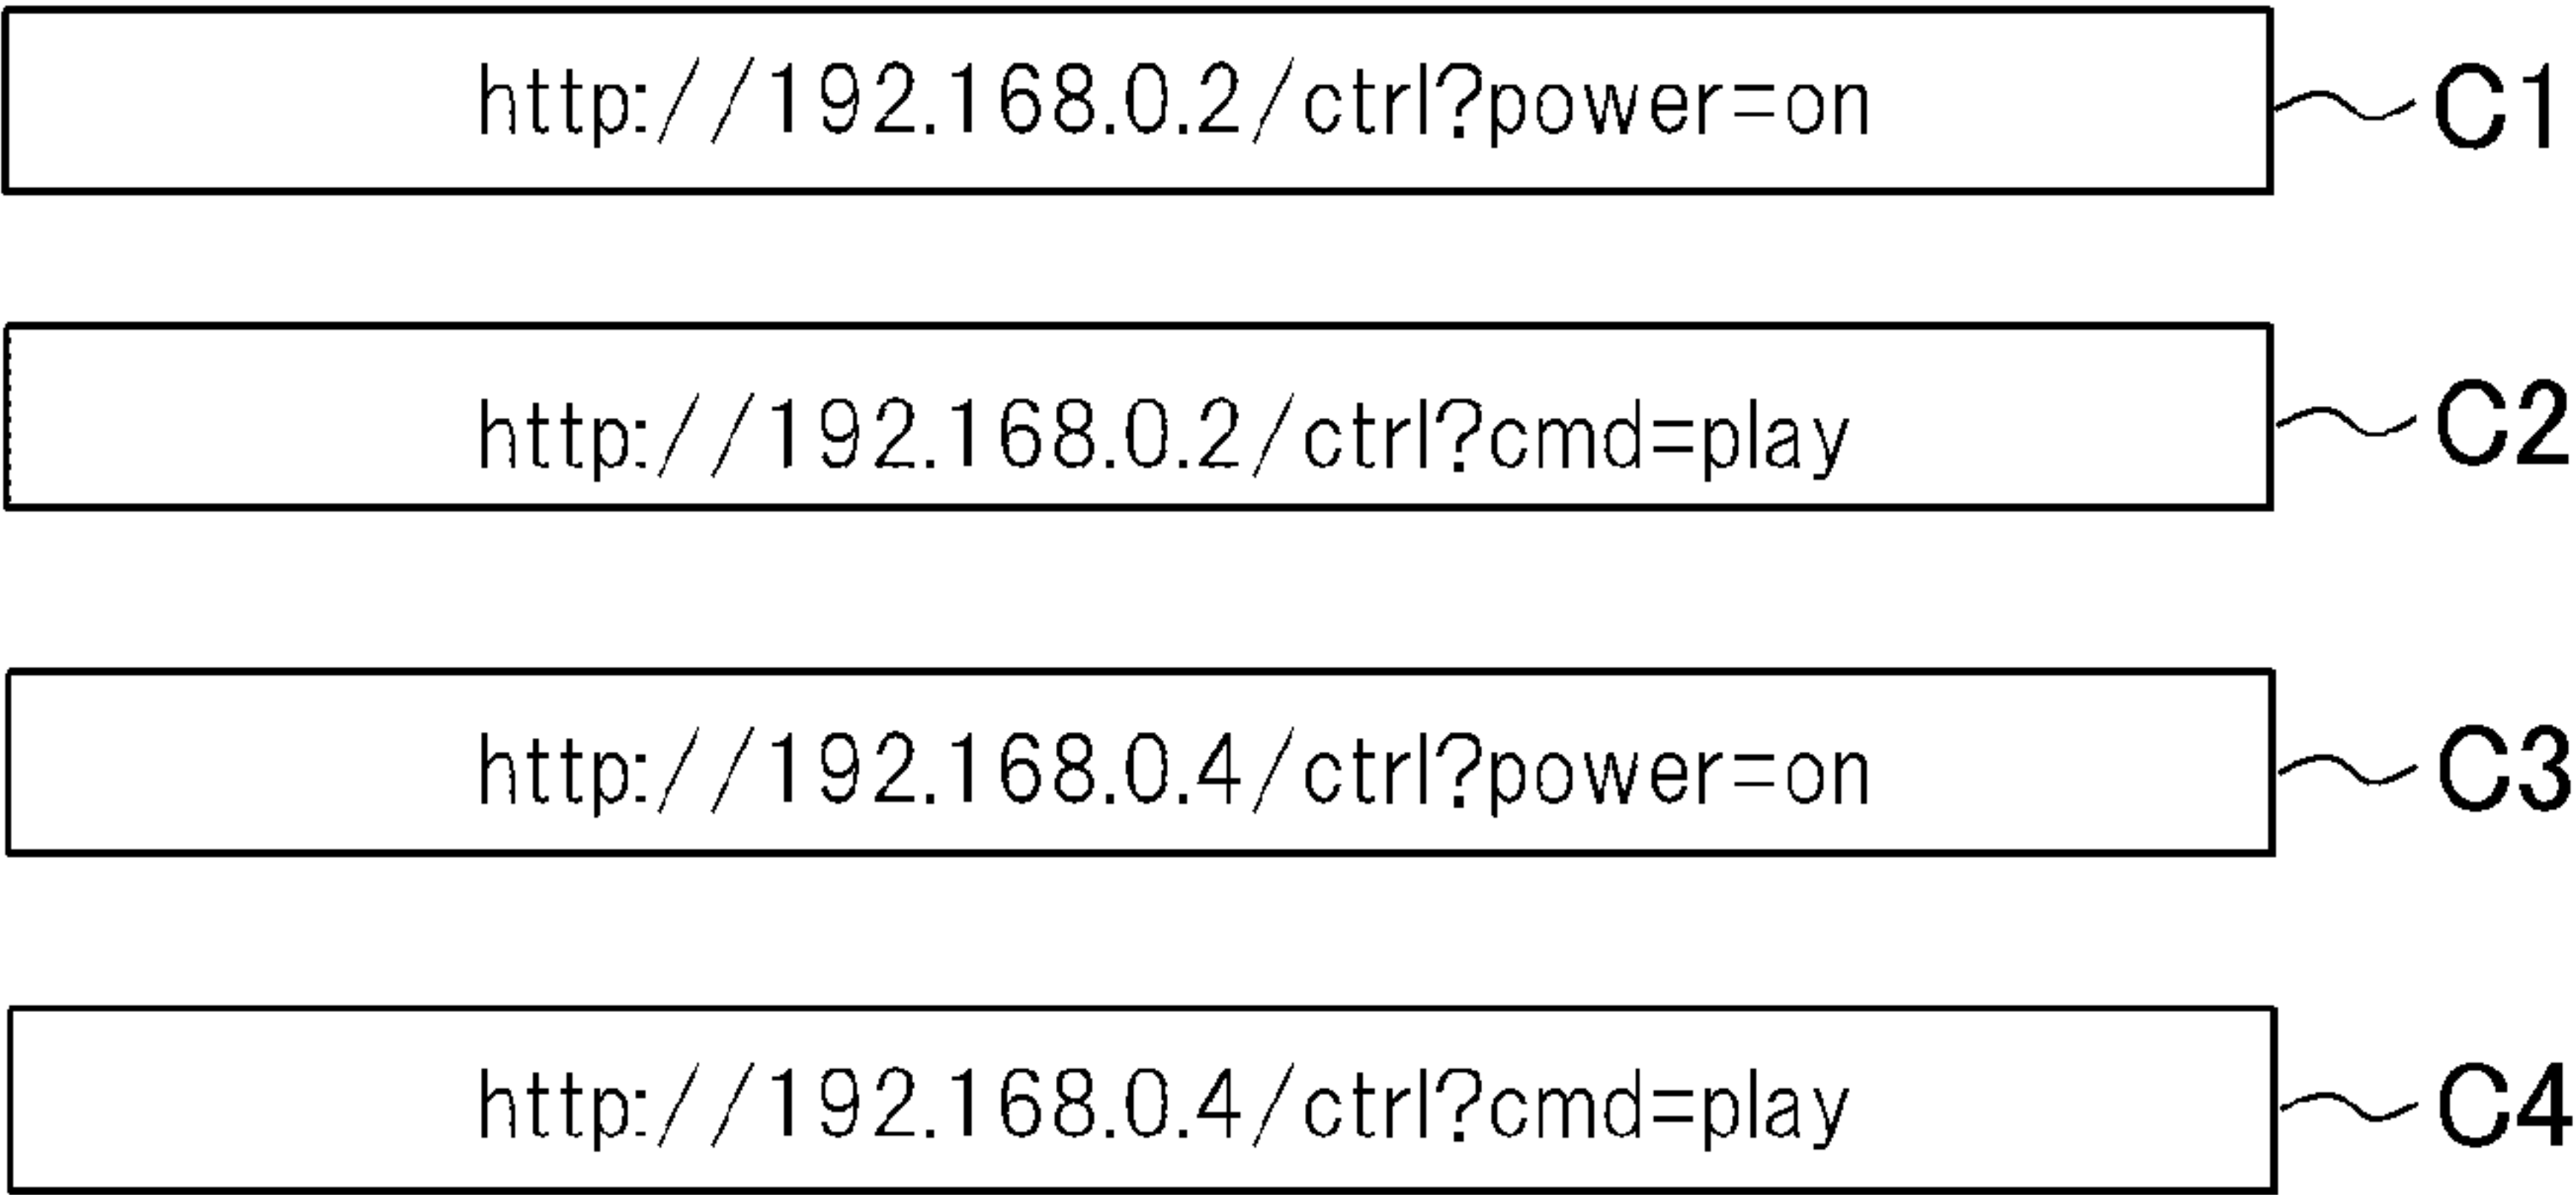 http://192.168.0.2/ctrl?power=on C1
http://192.168.0.2/ctrl?cmd=play C2
http://192.168.0.4/ctrl?power=on C3
http://192.168.0.4/ctrl?cmd=play C4